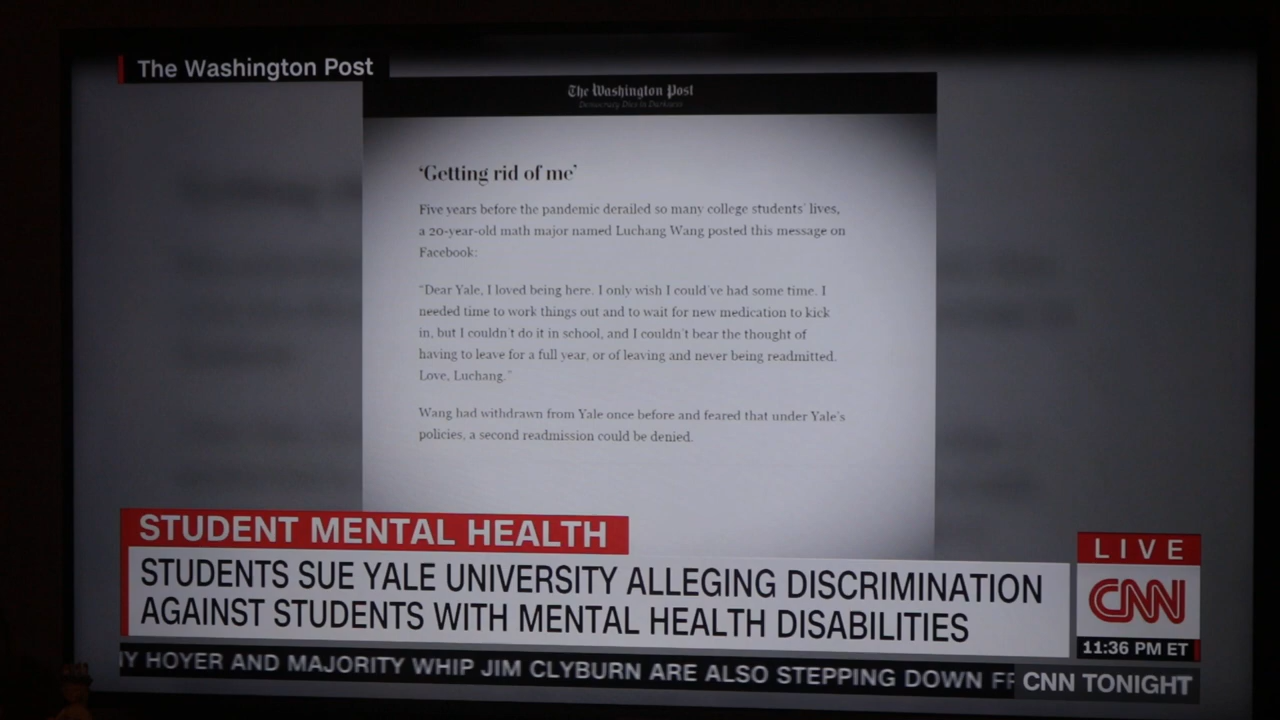 The Washington Post
The Washington Post
Democracy Dies in Darkness
‘Getting rid of me’
Five years before the pandemic derailed so many college students’ lives,
a 20-year-old math major named Luchang Wang posted this message on
Facebook:
“Dear Yale, I loved being here. I only wish I could’ve had some time. I
needed time to work things out and to wait for new medication to kick
in, but I couldn’t do it in school, and I couldn’t bear the thought of
having to leave for a full year, or of leaving and never being readmitted.
Love, Luchang.”
Wang had withdrawn from Yale once before and feared that under Yale’s
policies, a second readmission could be denied.
STUDENT MENTAL HEALTH
STUDENTS SUE YALE UNIVERSITY ALLEGING DISCRIMINATION
AGAINST STUDENTS WITH MENTAL HEALTH DISABILITIES
LIVE
CNN
11:36 PM ET
HOYER AND MAJORITY WHIP JIM CLYBURN ARE ALSO STEPPING DOWN
CNN TONIGHT